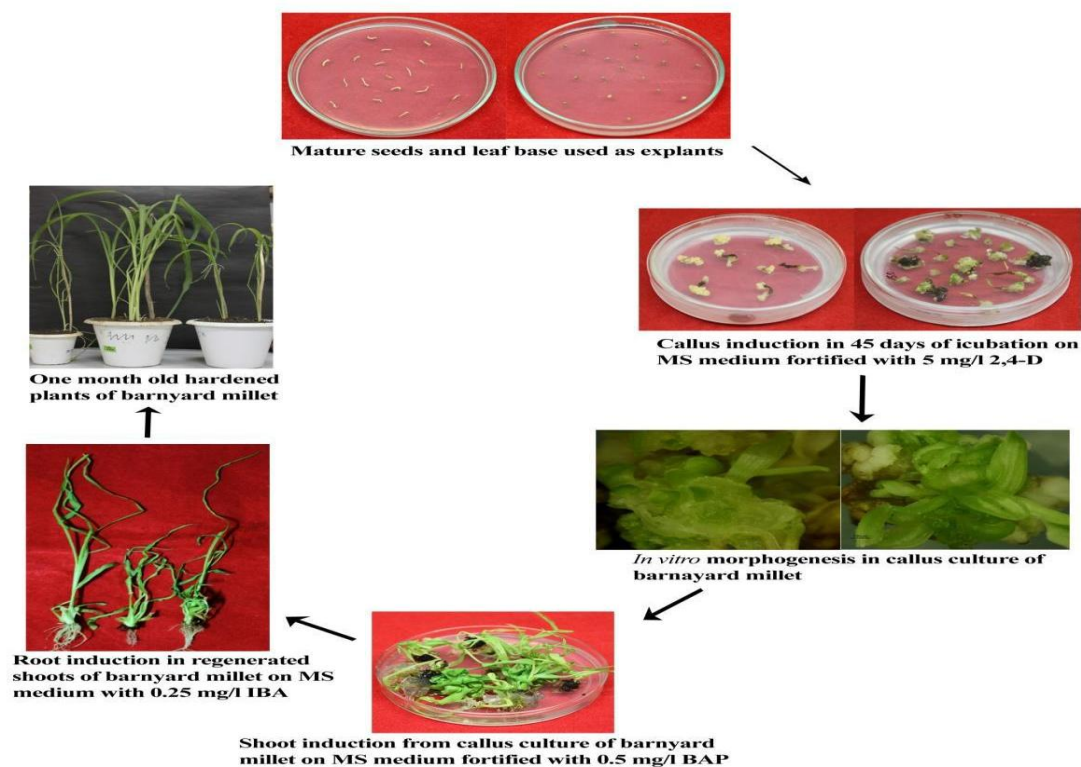 Mature seeds and leaf base used as explants
Callus induction in 45 days of icubation on
MS medium fortified with 5 mg/l 2,4-D
In vitro morphogenesis in callus culture of
barnayard millet
Shoot induction from callus culture of barnyard
millet on MS medium fortified with 0.5 mg/l BAP
Root induction in regenerated
shoots of barnyard millet on MS
medium with 0.25 mg/l IBA
One month old hardened
plants of barnyard millet